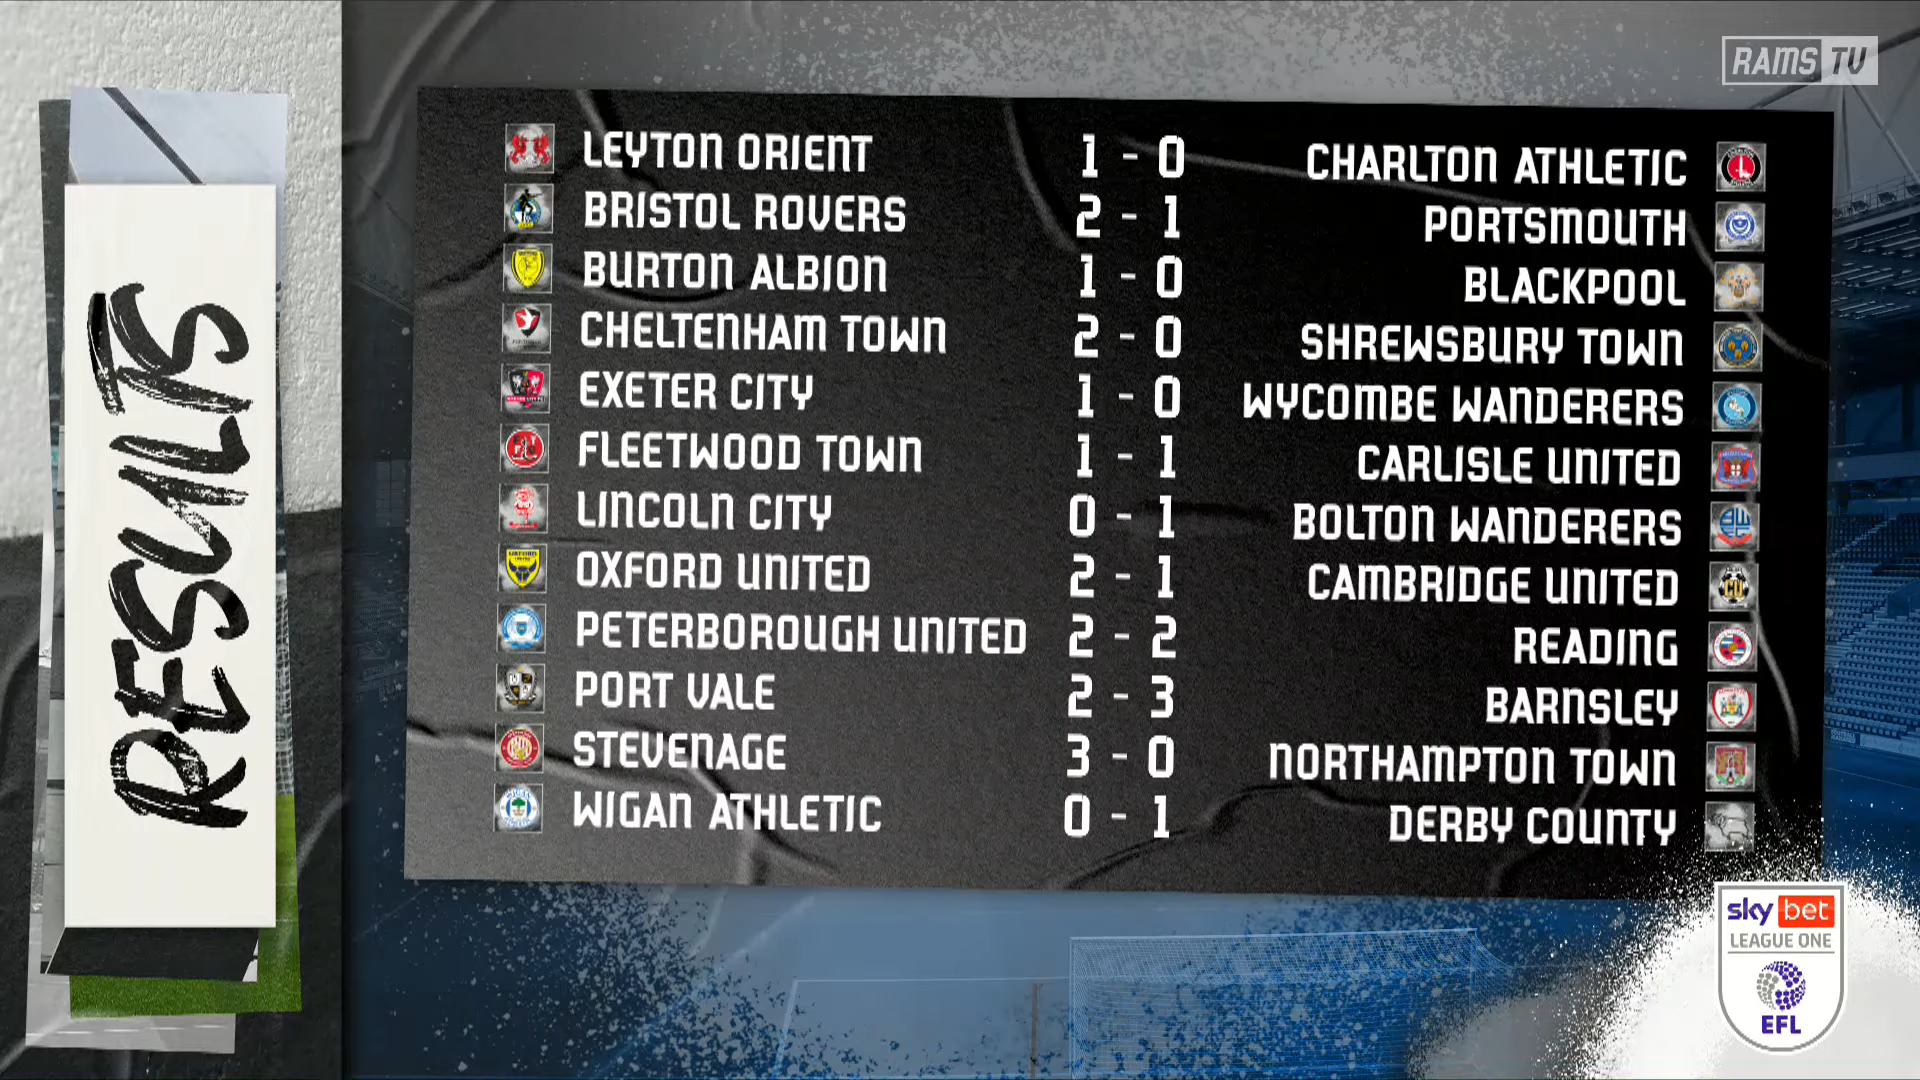 RAMS TV
RESULTS
LEYTON ORIENT 1 - 0 CHARLTON ATHLETIC
BRISTOL ROVERS 2 - 1 PORTSMOUTH
BURTON ALBION 1 - 0 BLACKPOOL
CHELTENHAM TOWN 2 - 0 SHREWSBURY TOWN
EXETER CITY 1 - 0 WYCOMBE WANDERERS
FLEETWOOD TOWN 1 - 1 CARLISLE UNITED
LINCOLN CITY 0 - 1 BOLTON WANDERERS
OXFORD UNITED 2 - 1 CAMBRIDGE UNITED
PETERBOROUGH UNITED 2 - 2 READING
PORT VALE 2 - 3 BARNSLEY
STEVENAGE 3 - 0 NORTHAMPTON TOWN
WIGAN ATHLETIC 0 - 1 DERBY COUNTY
sky bet
LEAGUE ONE
EFL